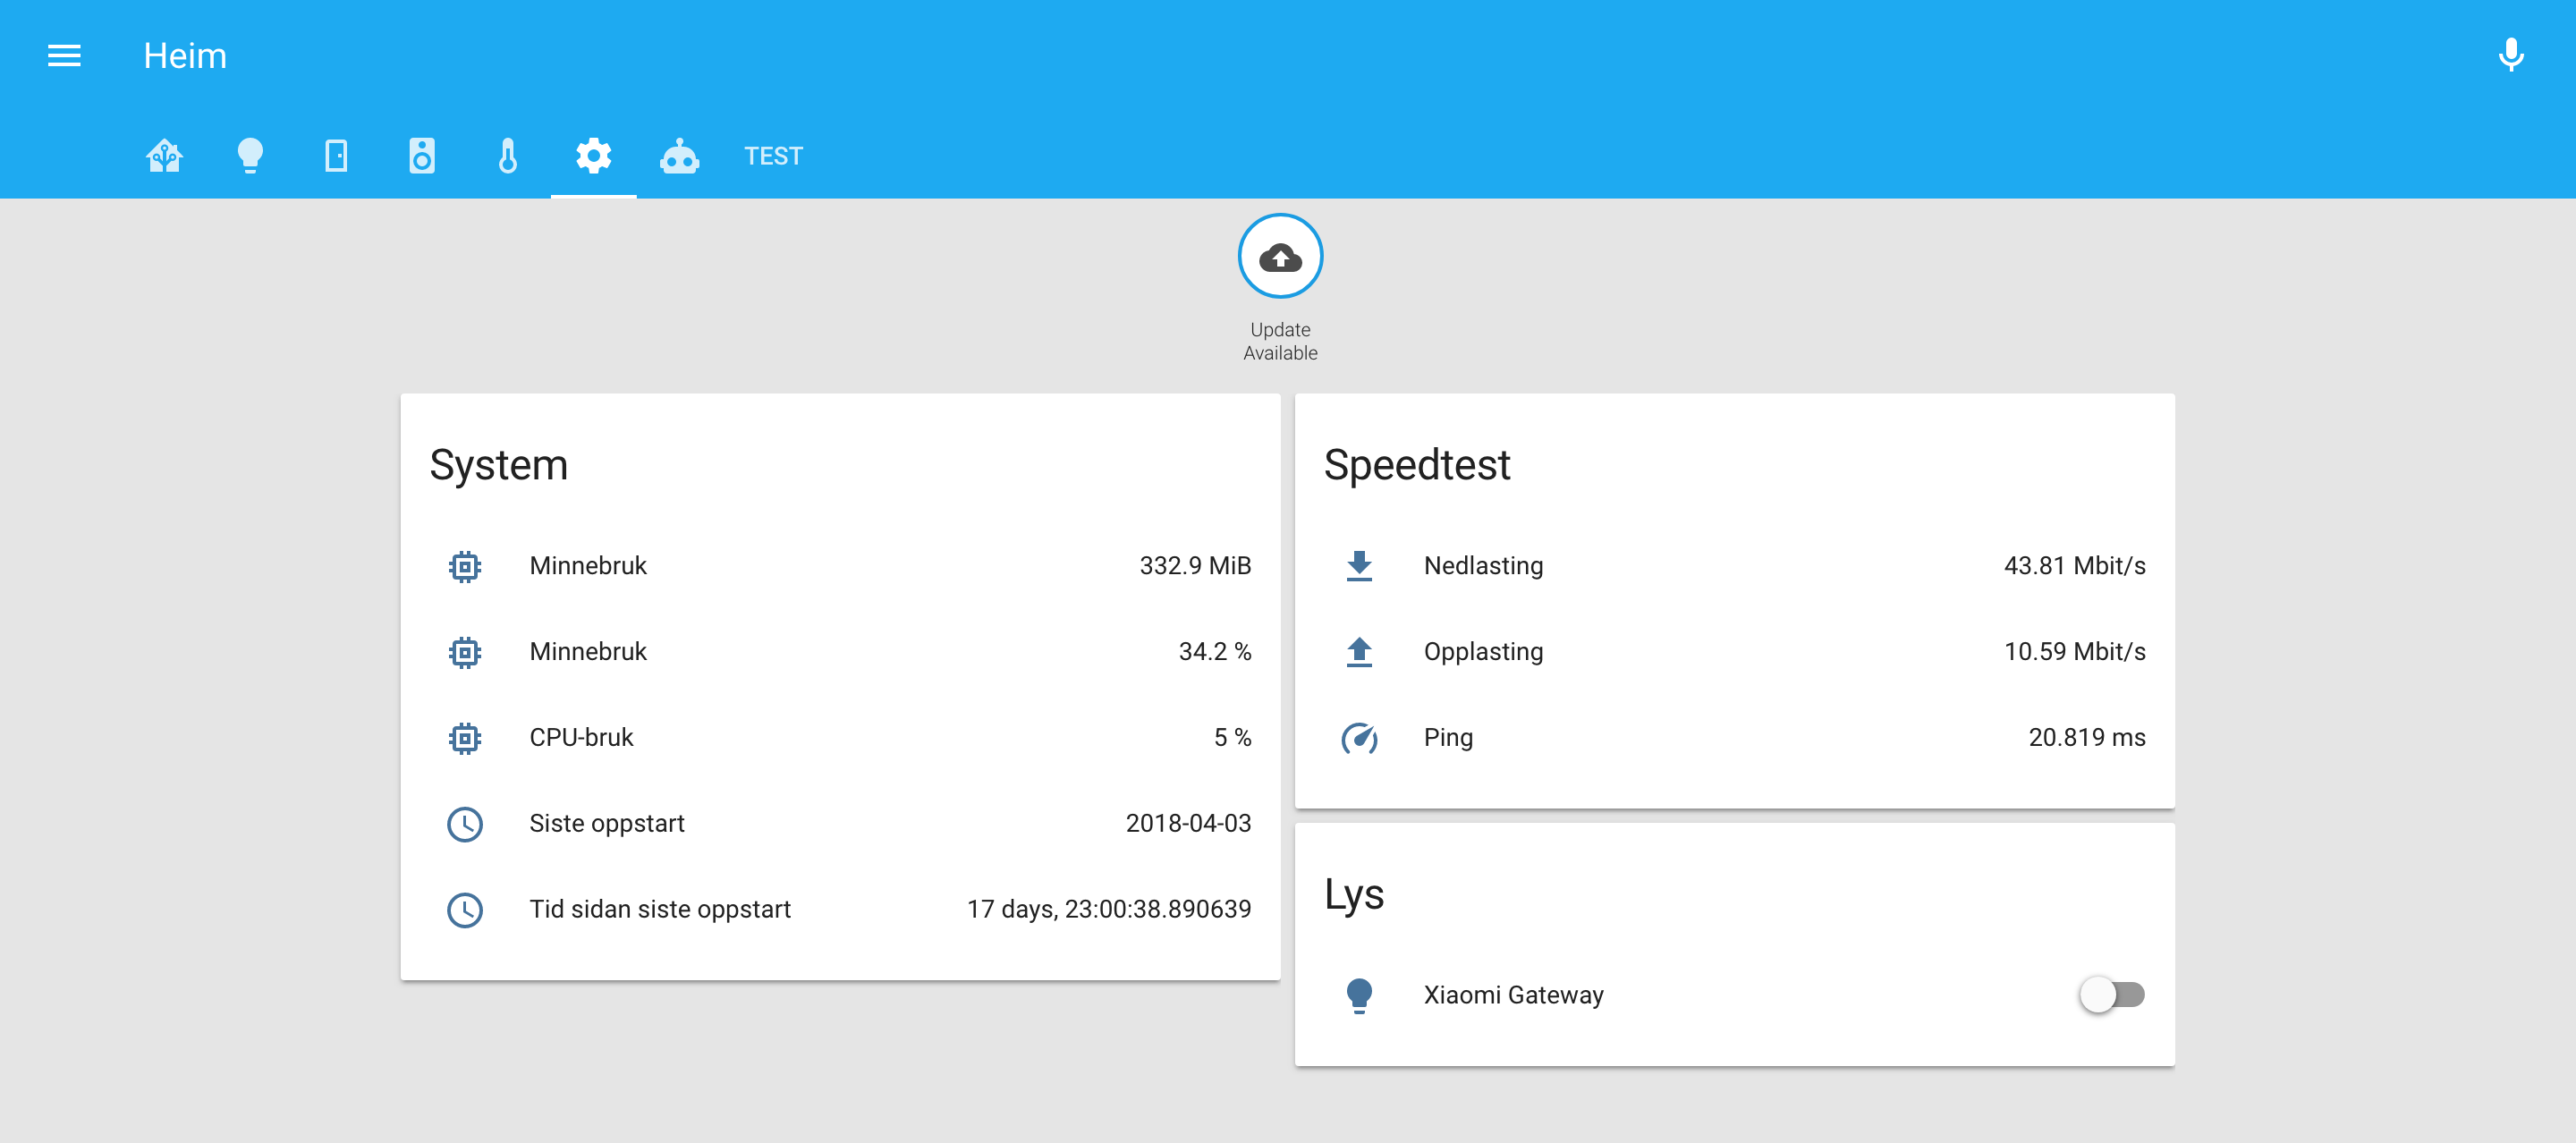 Heim
TEST
Update
Available
System
Minnebruk 332.9 MiB
Minnebruk 34.2 %
CPU-bruk 5 %
Siste oppstart 2018-04-03
Tid sidan siste oppstart 17 days, 23:00:38.890639
Speedtest
Nedlasting 43.81 Mbit/s
Opplasting 10.59 Mbit/s
Ping 20.819 ms
Lys
Xiaomi Gateway